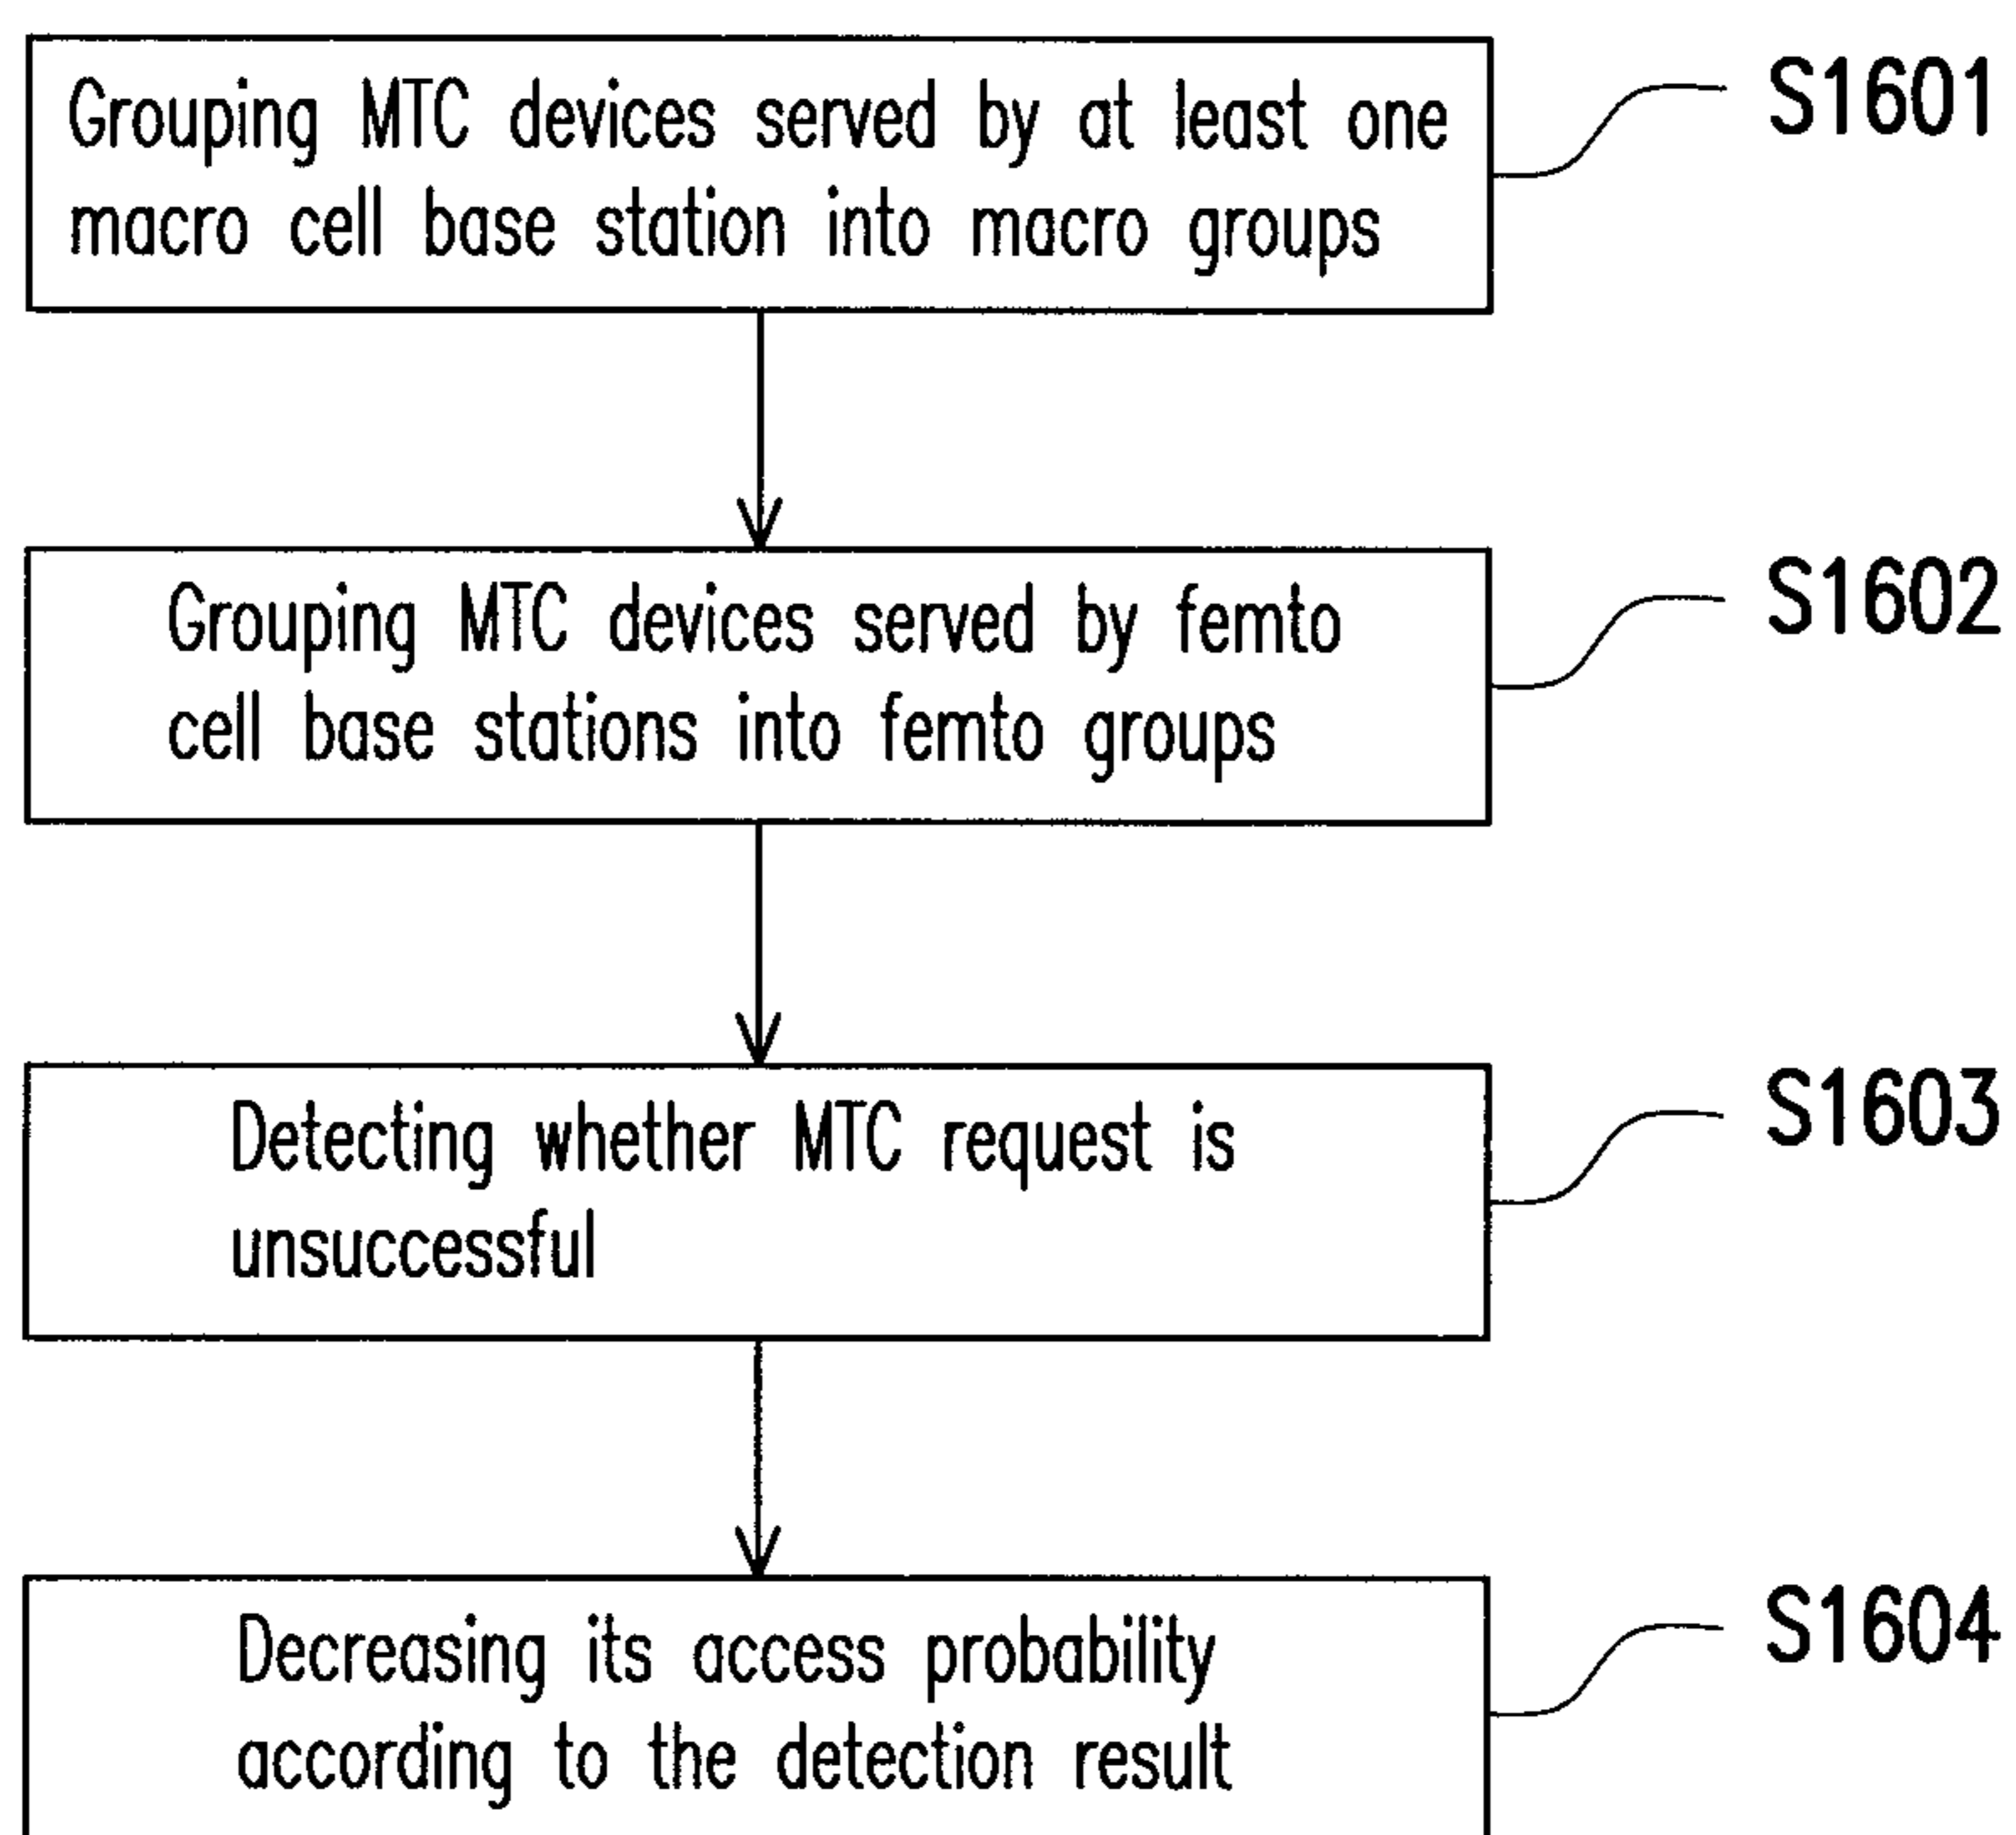 Grouping MTC devices served by at least one
macro cell base station into macro groups
S1601
Grouping MTC devices served by femto
cell base stations into femto groups
S1602
Detecting whether MTC request is
unsuccessful
S1603
Decreasing its access probability
according to the detection result
S1604